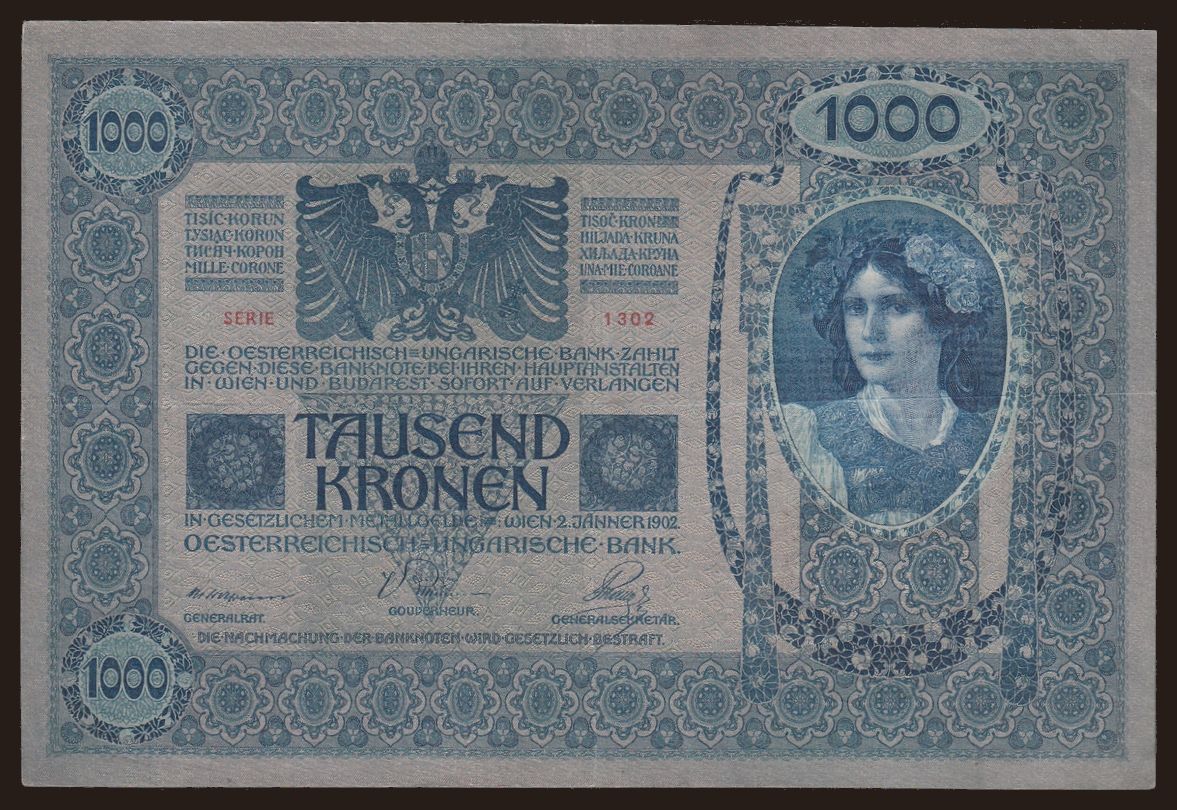 1000
1000
TISÍC·KORUN
TYSIĄC·KORON
ТИСЯЧ·КОРОН
MILLE·CORONE
TISOČ·KRON
HILJADA·KRUNA
ХИЉАДА·КРУНА
UNA·MIE·COROANE
SERIE 1302
DIE·OESTERREICHISCH=UNGARISCHE·BANK·ZAHLT
GEGEN·DIESE·BANKNOTE·BEI·IHREN·HAUPTANSTALTEN
IN·WIEN·UND·BUDAPEST·SOFORT·AUF·VERLANGEN
TAUSEND
KRONEN
IN·GESETZLICHEM·METALLGELDE WIEN·2.JÄNNER 1902.
OESTERREICHISCH=UNGARISCHE·BANK.
GENERALRAT.
GOUVERNEUR.
GENERALSEKRETÄR.
DIE·NACHMACHUNG·DER·BANKNOTEN·WIRD·GESETZLICH·BESTRAFT.
1000